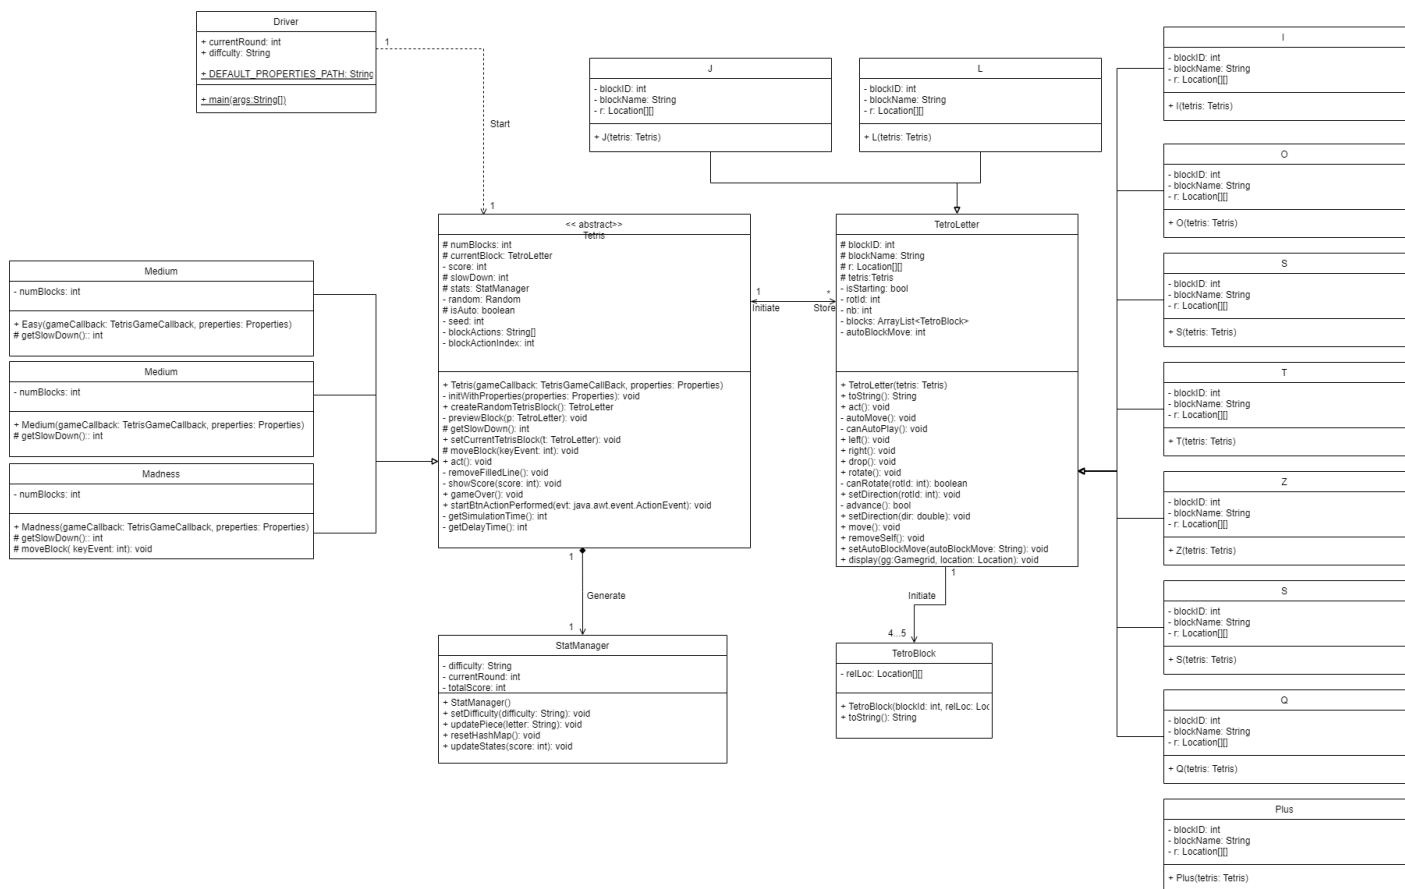 Driver
+ currentRound: int
+ diffculty: String
+ DEFAULT_PROPERTIES_PATH: String
+ main(args:String[])
1
Start
1
J
- blockID: int
- blockName: String
- r: Location[][]
+ J(tetris: Tetris)
L
- blockID: int
- blockName: String
- r: Location[][]
+ L(tetris: Tetris)
<< abstract>>
Tetris
# numBlocks: int
# currentBlock: TetroLetter
- score: int
# slowDown: int
# stats: StatManager
- random: Random
# isAuto: boolean
- seed: int
- blockActions: String[]
- blockActionIndex: int
+ Tetris(gameCallback: TetrisGameCallBack, properties: Properties)
- initWithProperties(properties: Properties): void
+ createRandomTetrisBlock(): TetroLetter
- previewBlock(p: TetroLetter): void
# getSlowDown(): int
+ setCurrentTetrisBlock(t: TetroLetter): void
# moveBlock(keyEvent: int): void
+ act(): void
- removeFilledLine(): void
- showScore(score: int): void
+ gameOver(): void
+ startBtnActionPerformed(evt: java.awt.event.ActionEvent): void
- getSimulationTime(): int
- getDelayTime(): int
1
Initiate
*
Store
TetroLetter
# blockID: int
# blockName: String
# r: Location[][]
# tetris:Tetris
- isStarting: bool
- rotId: int
- nb: int
- blocks: ArrayList<TetroBlock>
- autoBlockMove: int
+ TetroLetter(tetris: Tetris)
+ toString(): String
+ act(): void
- autoMove(): void
- canAutoPlay(): void
+ left(): void
+ right(): void
+ drop(): void
+ rotate(): void
- canRotate(rotId: int): boolean
+ setDirection(rotId: int): void
- advance(): bool
+ setDirection(dir: double): void
+ move(): void
+ removeSelf(): void
+ setAutoBlockMove(autoBlockMove: String): void
+ display(gg:Gamegrid, location: Location): void
Medium
- numBlocks: int
+ Easy(gameCallback: TetrisGameCallback, preperties: Properties)
# getSlowDown():: int
Medium
- numBlocks: int
+ Medium(gameCallback: TetrisGameCallback, preperties: Properties)
# getSlowDown():: int
Madness
- numBlocks: int
+ Madness(gameCallback: TetrisGameCallback, preperties: Properties)
# getSlowDown():: int
# moveBlock( keyEvent: int): void
1
Generate
1
StatManager
- difficulty: String
- currentRound: int
- totalScore: int
+ StatManager()
+ setDifficulty(difficulty: String): void
+ updatePiece(letter: String): void
+ resetHashMap(): void
+ updateStates(score: int): void
1
Initiate
4...5
TetroBlock
- relLoc: Location[][]
+ TetroBlock(blockId: int, relLoc: Loc
+ toString(): String
I
- blockID: int
- blockName: String
- r: Location[][]
+ I(tetris: Tetris)
O
- blockID: int
- blockName: String
- r: Location[][]
+ O(tetris: Tetris)
S
- blockID: int
- blockName: String
- r: Location[][]
+ S(tetris: Tetris)
T
- blockID: int
- blockName: String
- r: Location[][]
+ T(tetris: Tetris)
Z
- blockID: int
- blockName: String
- r: Location[][]
+ Z(tetris: Tetris)
S
- blockID: int
- blockName: String
- r: Location[][]
+ S(tetris: Tetris)
Q
- blockID: int
- blockName: String
- r: Location[][]
+ Q(tetris: Tetris)
Plus
- blockID: int
- blockName: String
- r: Location[][]
+ Plus(tetris: Tetris)